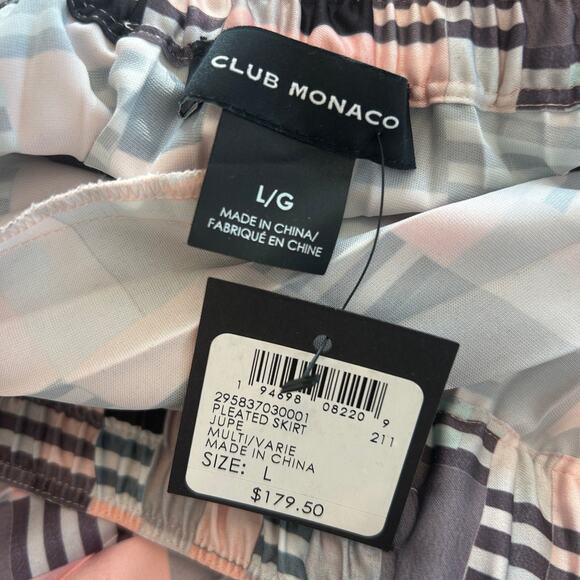 CLUB MONACO
L/G
MADE IN CHINA/
FABRIQUÉ EN CHINE
1 94698 08220 9
295837030001 211
PLEATED SKIRT
JUPE
MULTI/VARIE
MADE IN CHINA
SIZE: L
$179.50